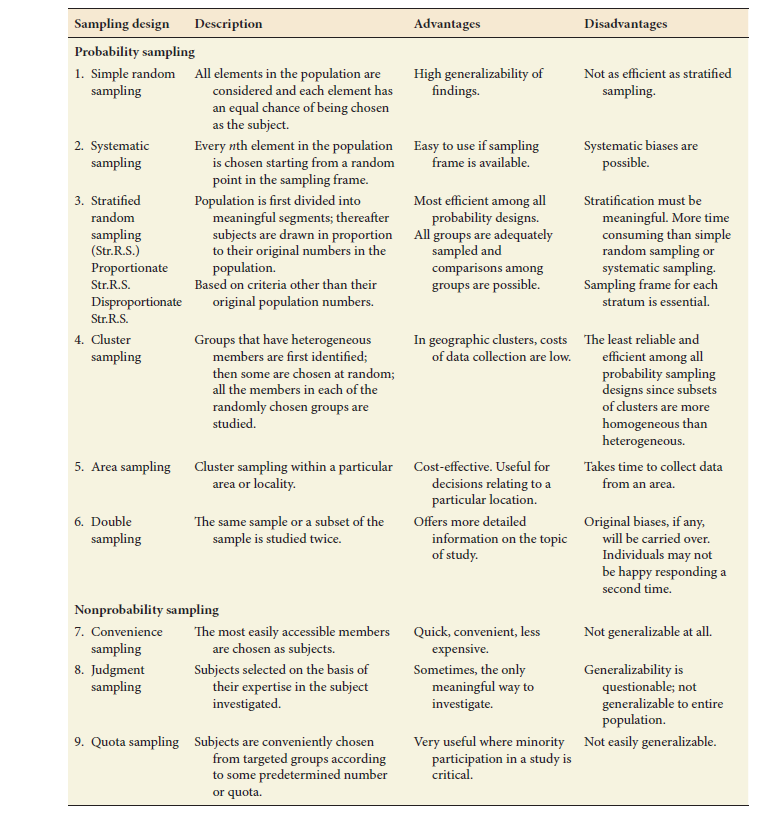 Sampling design Description Advantages Disadvantages
Probability sampling
1. Simple random All elements in the population are High generalizability of Not as efficient as stratified
sampling considered and each element has findings. sampling.
an equal chance of being chosen
as the subject.
2. Systematic Every nth element in the population Easy to use if sampling Systematic biases are
sampling is chosen starting from a random frame is available. possible.
point in the sampling frame.
3. Stratified Population is first divided into Most efficient among all Stratification must be
random meaningful segments; thereafter probability designs. meaningful. More time
sampling subjects are drawn in proportion All groups are adequately consuming than simple
(Str.R.S.) to their original numbers in the sampled and random sampling or
Proportionate population. comparisons among systematic sampling.
Str.R.S. Based on criteria other than their groups are possible. Sampling frame for each
Disproportionate original population numbers. stratum is essential.
Str.R.S.
4. Cluster Groups that have heterogeneous In geographic clusters, costs The least reliable and
sampling members are first identified; of data collection are low. efficient among all
then some are chosen at random; probability sampling
all the members in each of the designs since subsets
randomly chosen groups are of clusters are more
studied. homogeneous than
heterogeneous.
5. Area sampling Cluster sampling within a particular Cost-effective. Useful for Takes time to collect data
area or locality. decisions relating to a from an area.
particular location.
6. Double The same sample or a subset of the Offers more detailed Original biases, if any,
sampling sample is studied twice. information on the topic will be carried over.
of study. Individuals may not
be happy responding a
second time.
Nonprobability sampling
7. Convenience The most easily accessible members Quick, convenient, less Not generalizable at all.
sampling are chosen as subjects. expensive.
8. Judgment Subjects selected on the basis of Sometimes, the only Generalizability is
sampling their expertise in the subject meaningful way to questionable; not
investigated. investigate. generalizable to entire
population.
9. Quota sampling Subjects are conveniently chosen Very useful where minority Not easily generalizable.
from targeted groups according participation in a study is
to some predetermined number critical.
or quota.